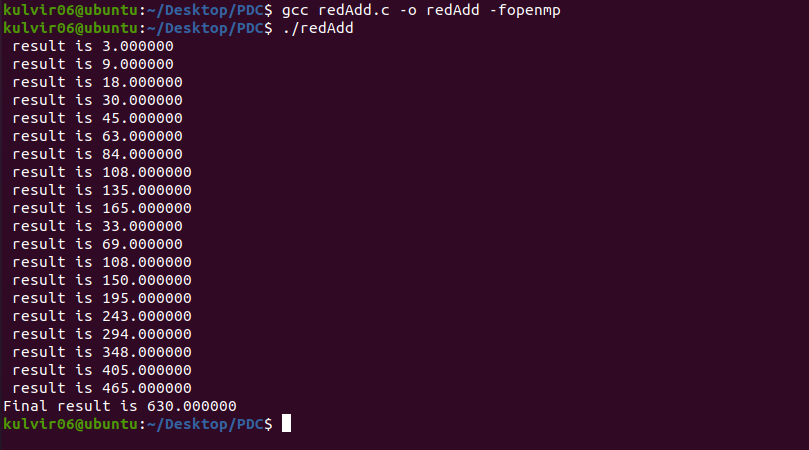 kulvir06@ubuntu:~/Desktop/PDC$ gcc redAdd.c -o redAdd -fopenmp
kulvir06@ubuntu:~/Desktop/PDC$ ./redAdd
 result is 3.000000
 result is 9.000000
 result is 18.000000
 result is 30.000000
 result is 45.000000
 result is 63.000000
 result is 84.000000
 result is 108.000000
 result is 135.000000
 result is 165.000000
 result is 33.000000
 result is 69.000000
 result is 108.000000
 result is 150.000000
 result is 195.000000
 result is 243.000000
 result is 294.000000
 result is 348.000000
 result is 405.000000
 result is 465.000000
Final result is 630.000000
kulvir06@ubuntu:~/Desktop/PDC$